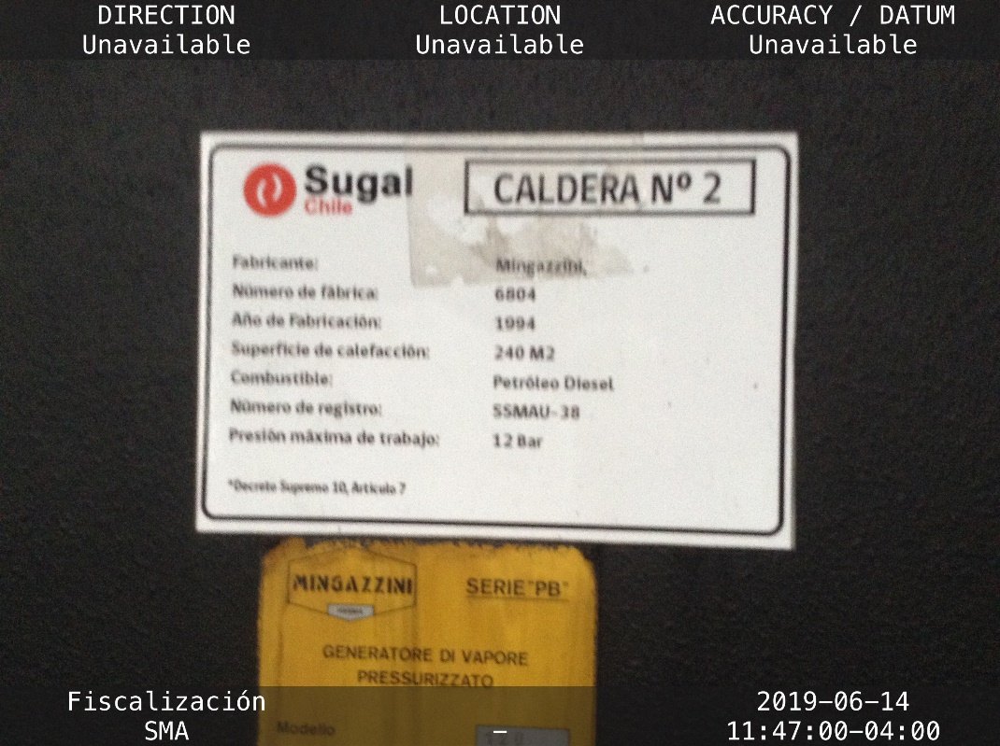 DIRECTION
Unavailable
LOCATION
Unavailable
ACCURACY / DATUM
Unavailable
Sugal
Chile
CALDERA Nº 2
Fabricante: Mingazzini,
Número de fábrica: 6804
Año de Fabricación: 1994
Superficie de calefacción: 240 M2
Combustible: Petróleo Diesel
Número de registro: SSMAU-38
Presión máxima de trabajo: 12 Bar
*Decreto Supremo 10, Artículo 7
MINGAZZINI
SERIE "PB"
GENERATORE DI VAPORE
PRESSURIZZATO
Modello
Fiscalización
SMA
–
2019-06-14
11:47:00-04:00